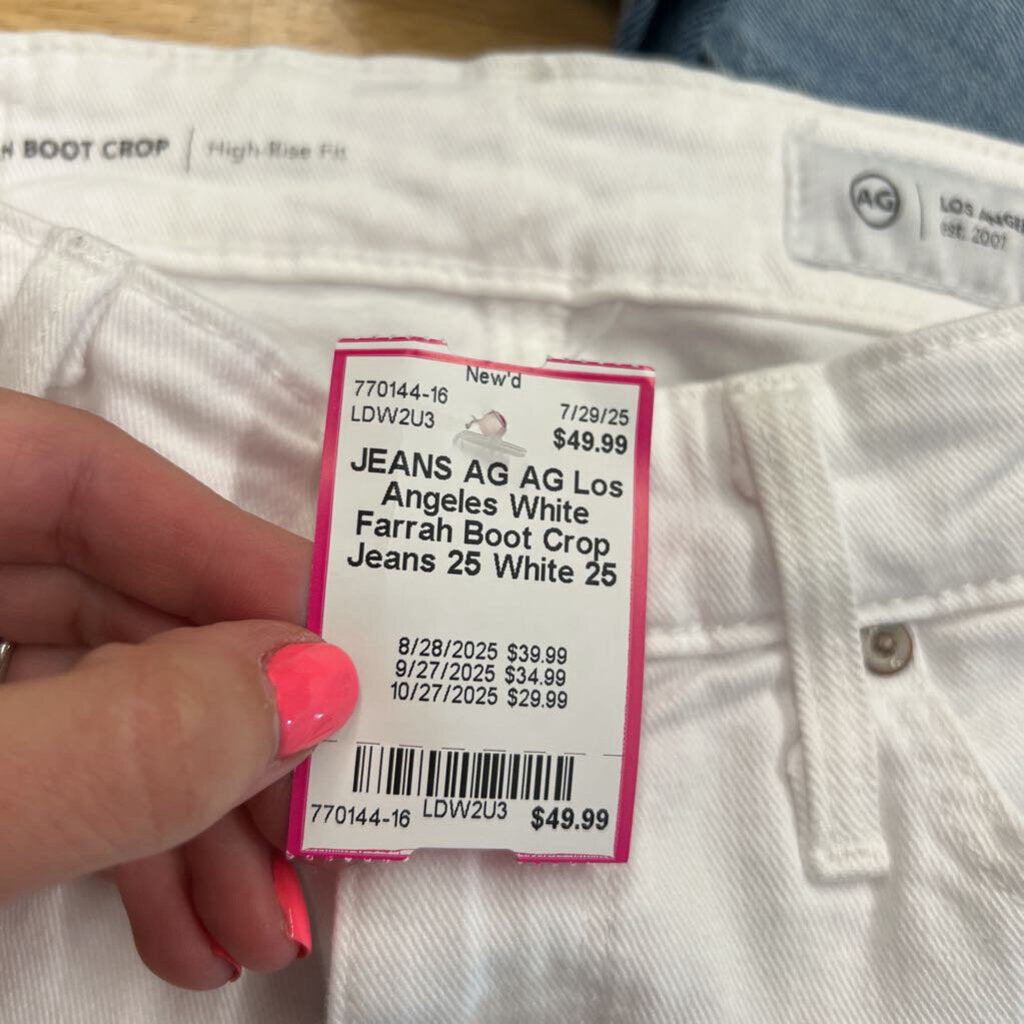 BOOT CROP | High-Rise Fit
AG | LOS ANGE
est. 2001
New'd
770144-16
LDW2U3
7/29/25
$49.99
JEANS AG AG Los
Angeles White
Farrah Boot Crop
Jeans 25 White 25
8/28/2025 $39.99
9/27/2025 $34.99
10/27/2025 $29.99
770144-16 LDW2U3 $49.99